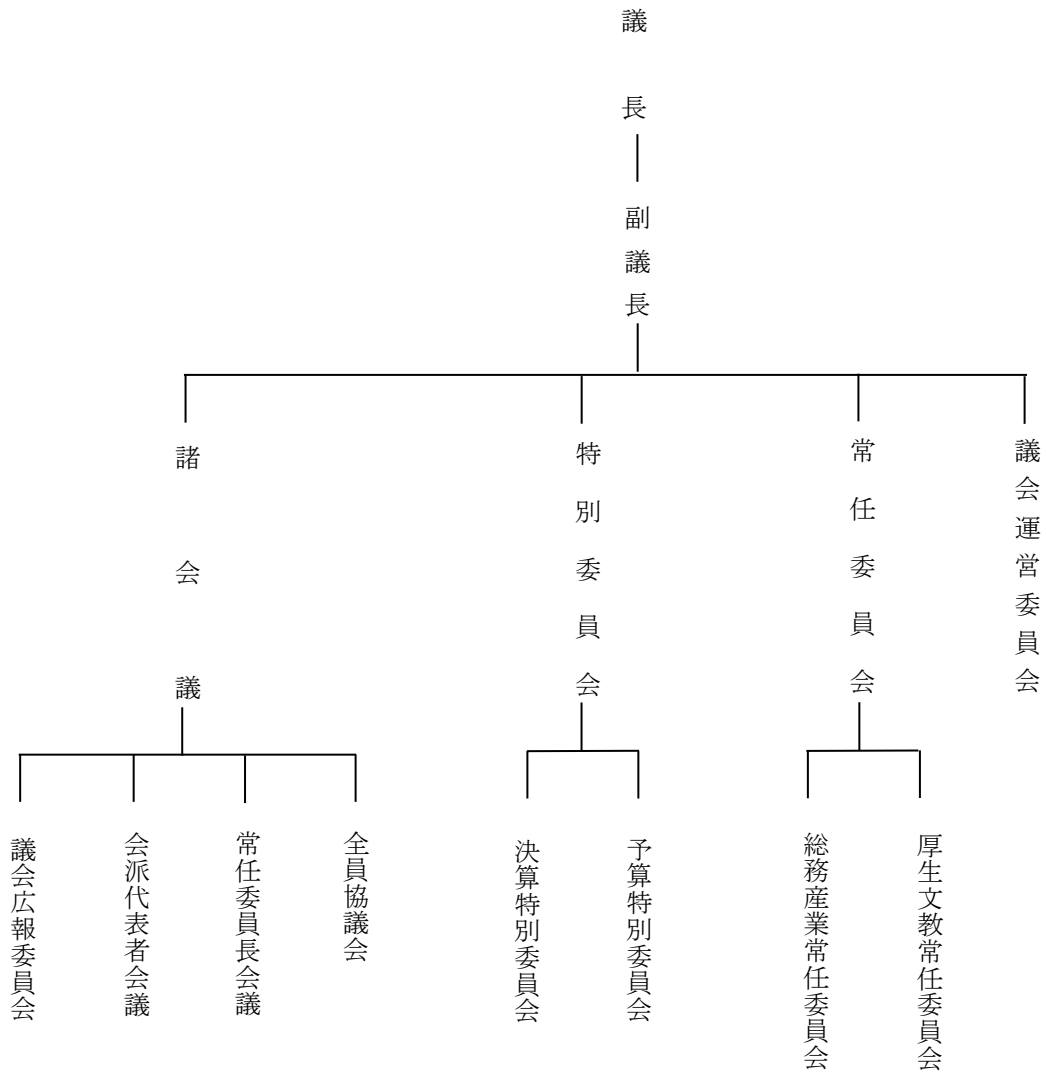 議長
副議長
議会運営委員会
常任委員会
特別委員会
諸会議
厚生文教常任委員会
総務産業常任委員会
予算特別委員会
決算特別委員会
全員協議会
常任委員長会議
会派代表者会議
議会広報委員会